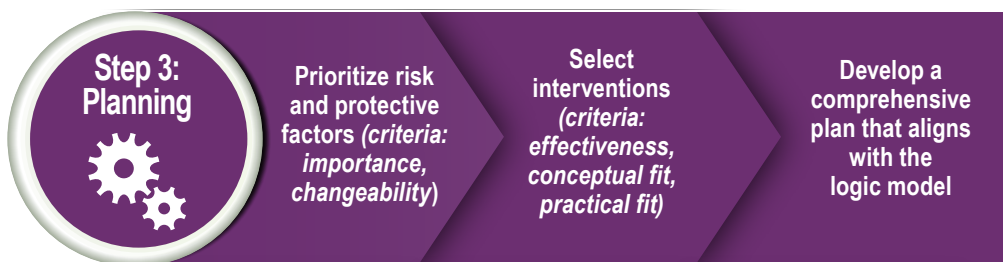 Step 3:
Planning
Prioritize risk
and protective
factors (criteria:
importance,
changeability)
Select
interventions
(criteria:
effectiveness,
conceptual fit,
practical fit)
Develop a
comprehensive
plan that aligns
with the
logic model